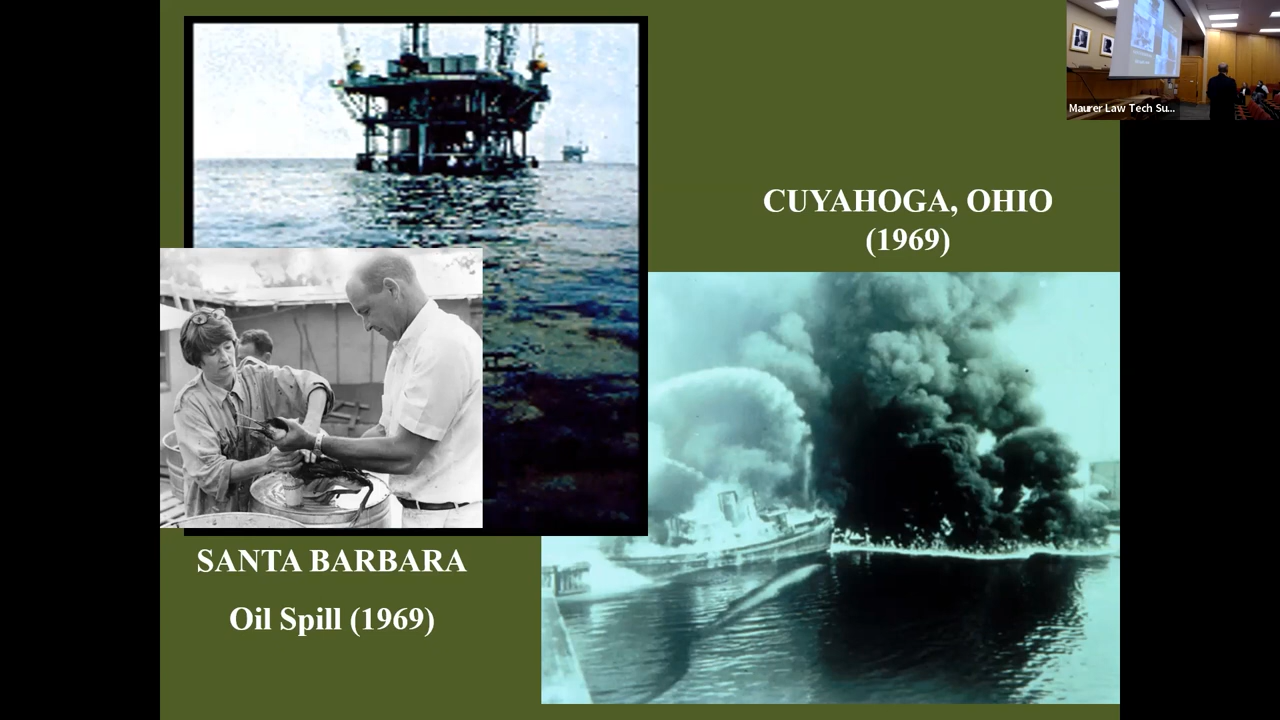 Maurer Law Tech Su...
CUYAHOGA, OHIO
(1969)
SANTA BARBARA
Oil Spill (1969)